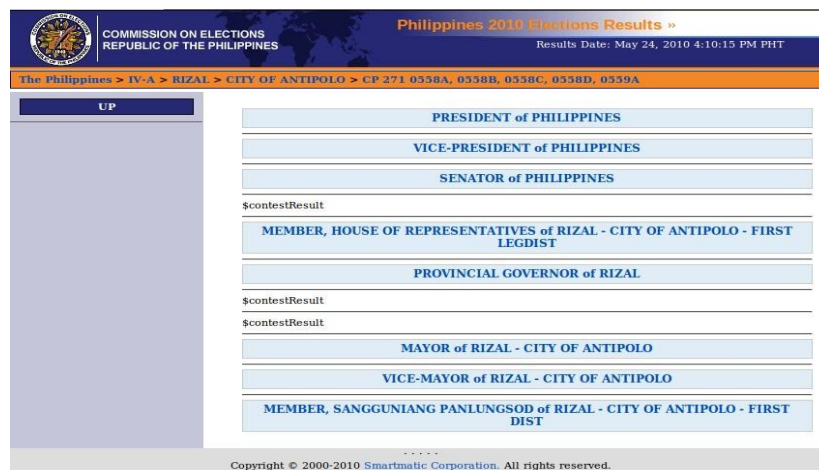 COMMISSION ON ELECTIONS
REPUBLIC OF THE PHILIPPINES
Philippines 2010 Elections Results »
Results Date: May 24, 2010 4:10:15 PM PHT
The Philippines > IV-A > RIZAL > CITY OF ANTIPOLO > CP 271 0558A, 0558B, 0558C, 0558D, 0559A
UP
PRESIDENT of PHILIPPINES
VICE-PRESIDENT of PHILIPPINES
SENATOR of PHILIPPINES
$contestResult
MEMBER, HOUSE OF REPRESENTATIVES of RIZAL - CITY OF ANTIPOLO - FIRST
LEGDIST
PROVINCIAL GOVERNOR of RIZAL
$contestResult
$contestResult
MAYOR of RIZAL - CITY OF ANTIPOLO
VICE-MAYOR of RIZAL - CITY OF ANTIPOLO
MEMBER, SANGGUNIANG PANLUNGSOD of RIZAL - CITY OF ANTIPOLO - FIRST
DIST
. . . . .
Copyright © 2000-2010 Smartmatic Corporation. All rights reserved.